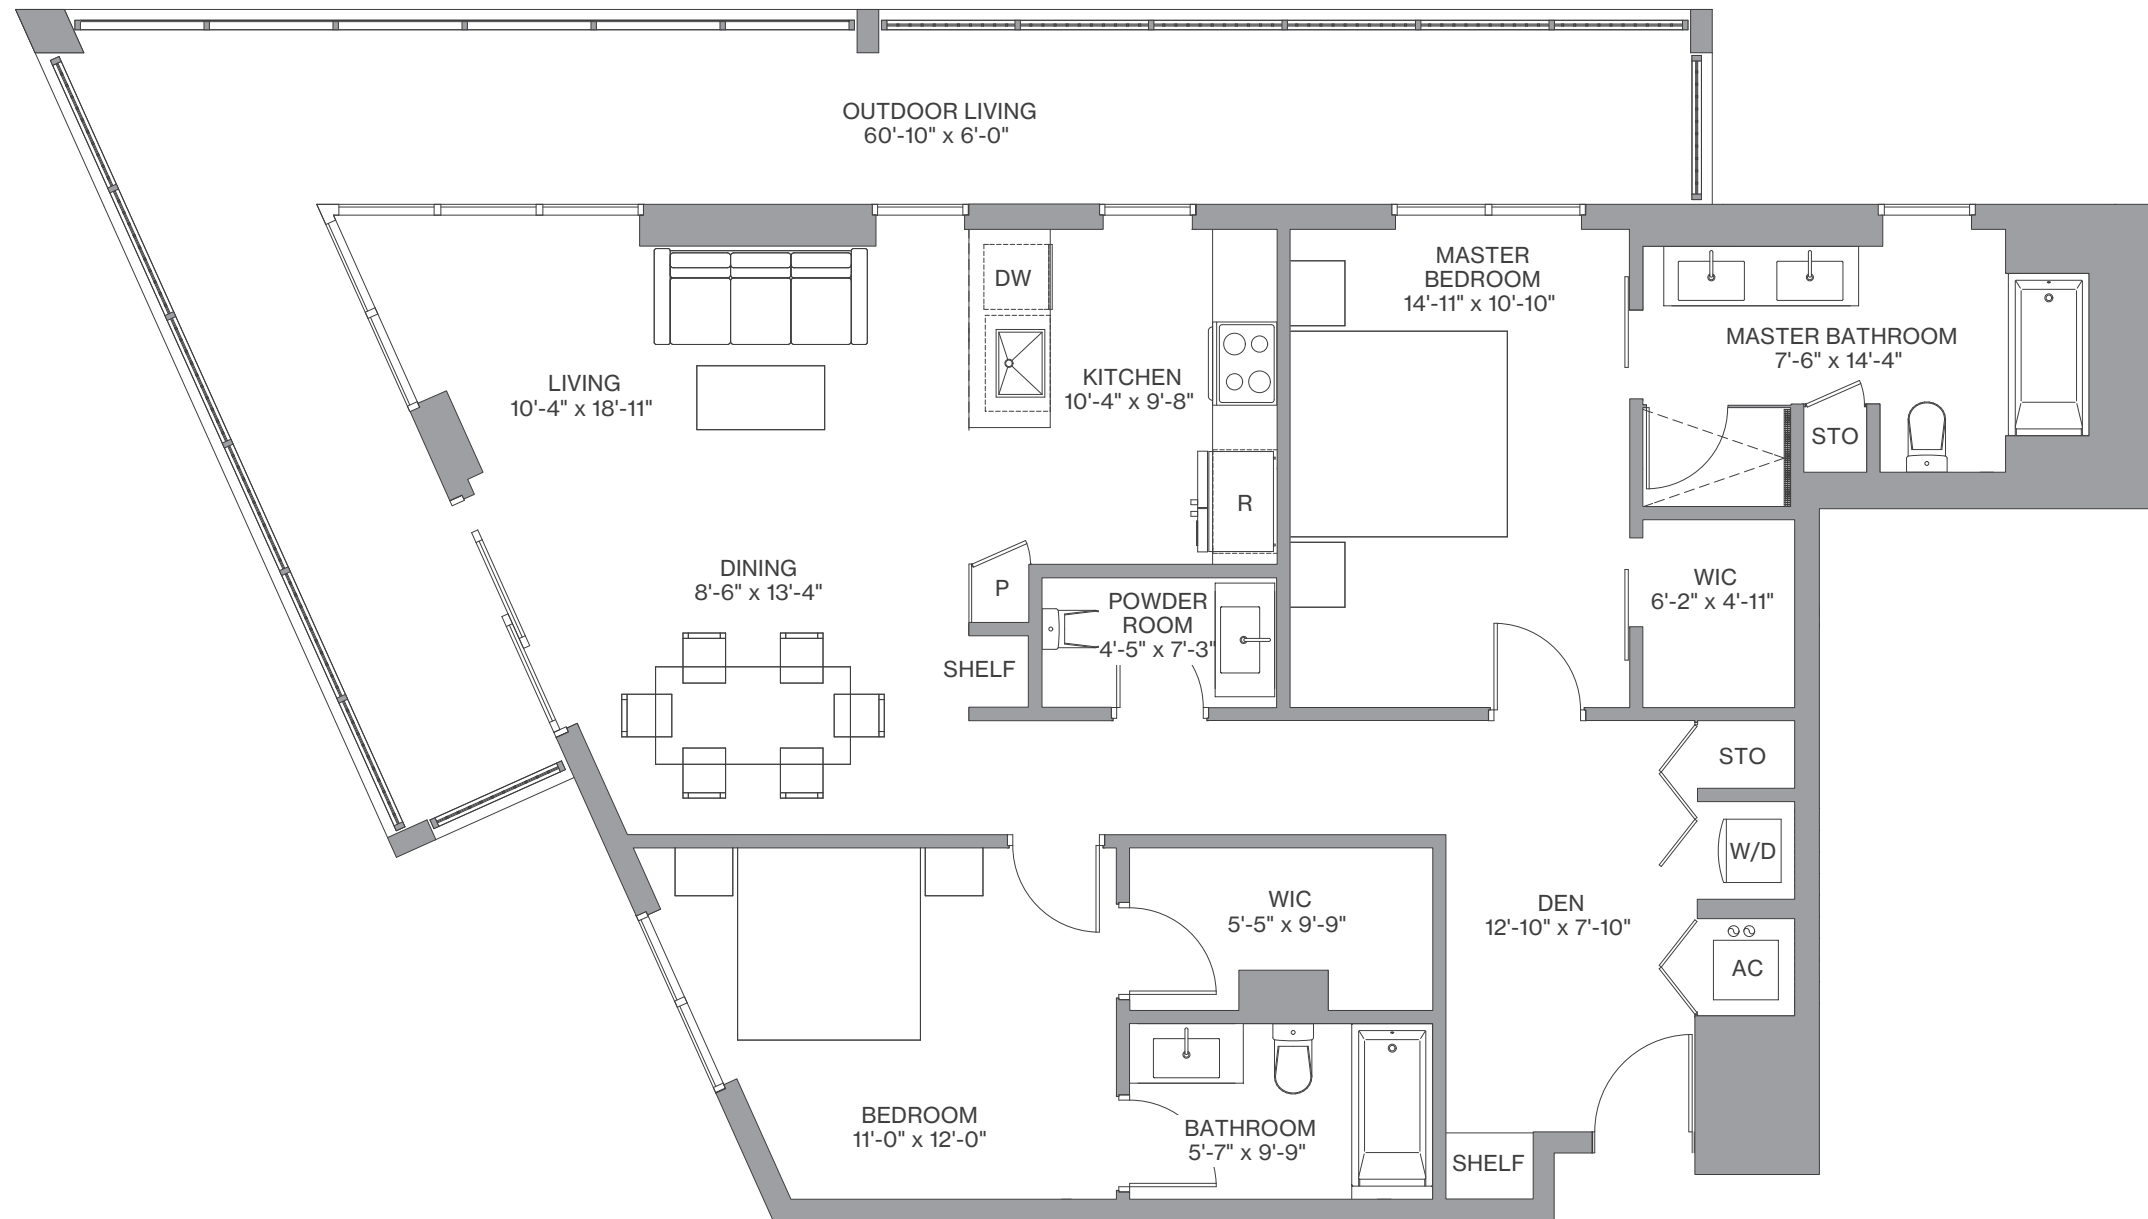 OUTDOOR LIVING
60'-10" x 6'-0"
MASTER
BEDROOM
14'-11" x 10'-10"
DW
MASTER BATHROOM
7'-6" x 14'-4"
LIVING
10'-4" x 18'-11"
KITCHEN
10'-4" x 9'-8"
STO
R
DINING
8'-6" x 13'-4"
P
POWDER
ROOM
4'-5" x 7'-3"
WIC
6'-2" x 4'-11"
SHELF
STO
W/D
WIC
5'-5" x 9'-9"
DEN
12'-10" x 7'-10"
AC
BEDROOM
11'-0" x 12'-0"
BATHROOM
5'-7" x 9'-9"
SHELF